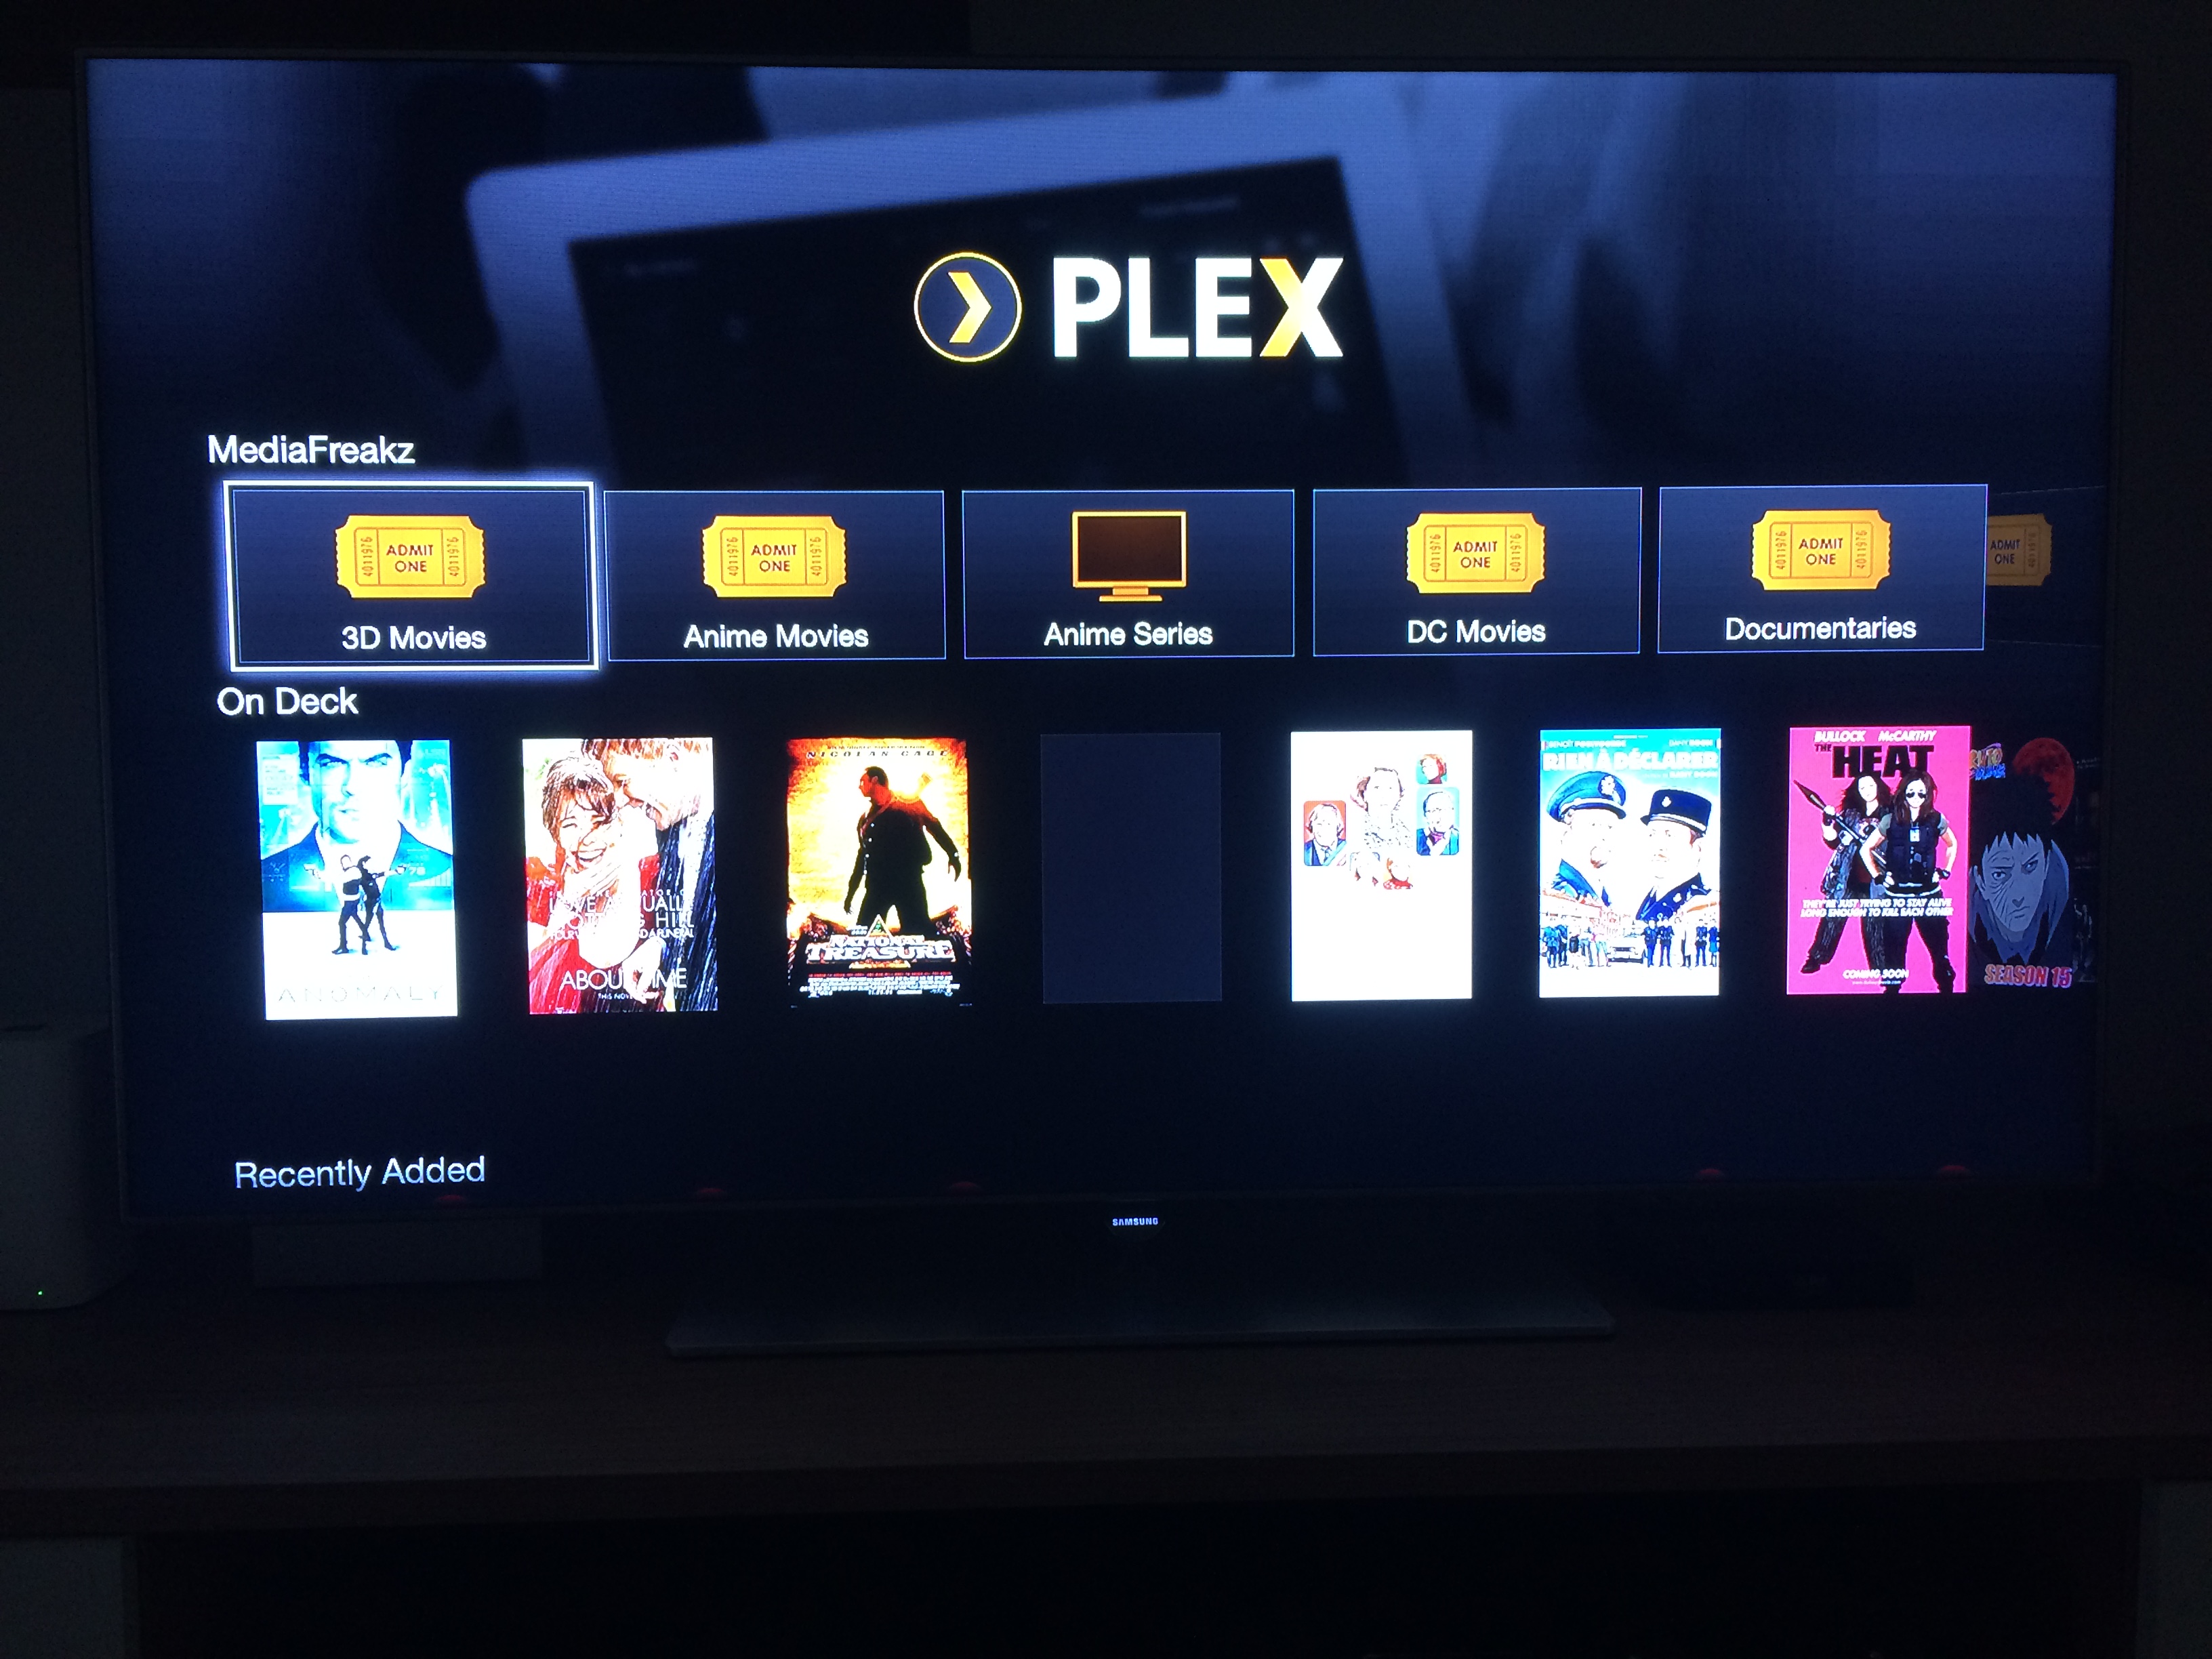 PLEX
MediaFreakz
4011976 ADMIT ONE 4011976
3D Movies
4011976 ADMIT ONE 4011976
Anime Movies
Anime Series
4011976 ADMIT ONE 4011976
DC Movies
4011976 ADMIT ONE 4011976
Documentaries
ADMIT ONE
On Deck
ANOMALY
ABOUT TIME
NICOLAS CAGE
NATIONAL
TREASURE
RIEN À DÉCLARER
BULLOCK McCARTHY
THE HEAT
THEY'RE JUST TRYING TO STAY ALIVE
LONG ENOUGH TO KILL EACH OTHER
COMING SOON
SEASON 15
Recently Added
SAMSUNG